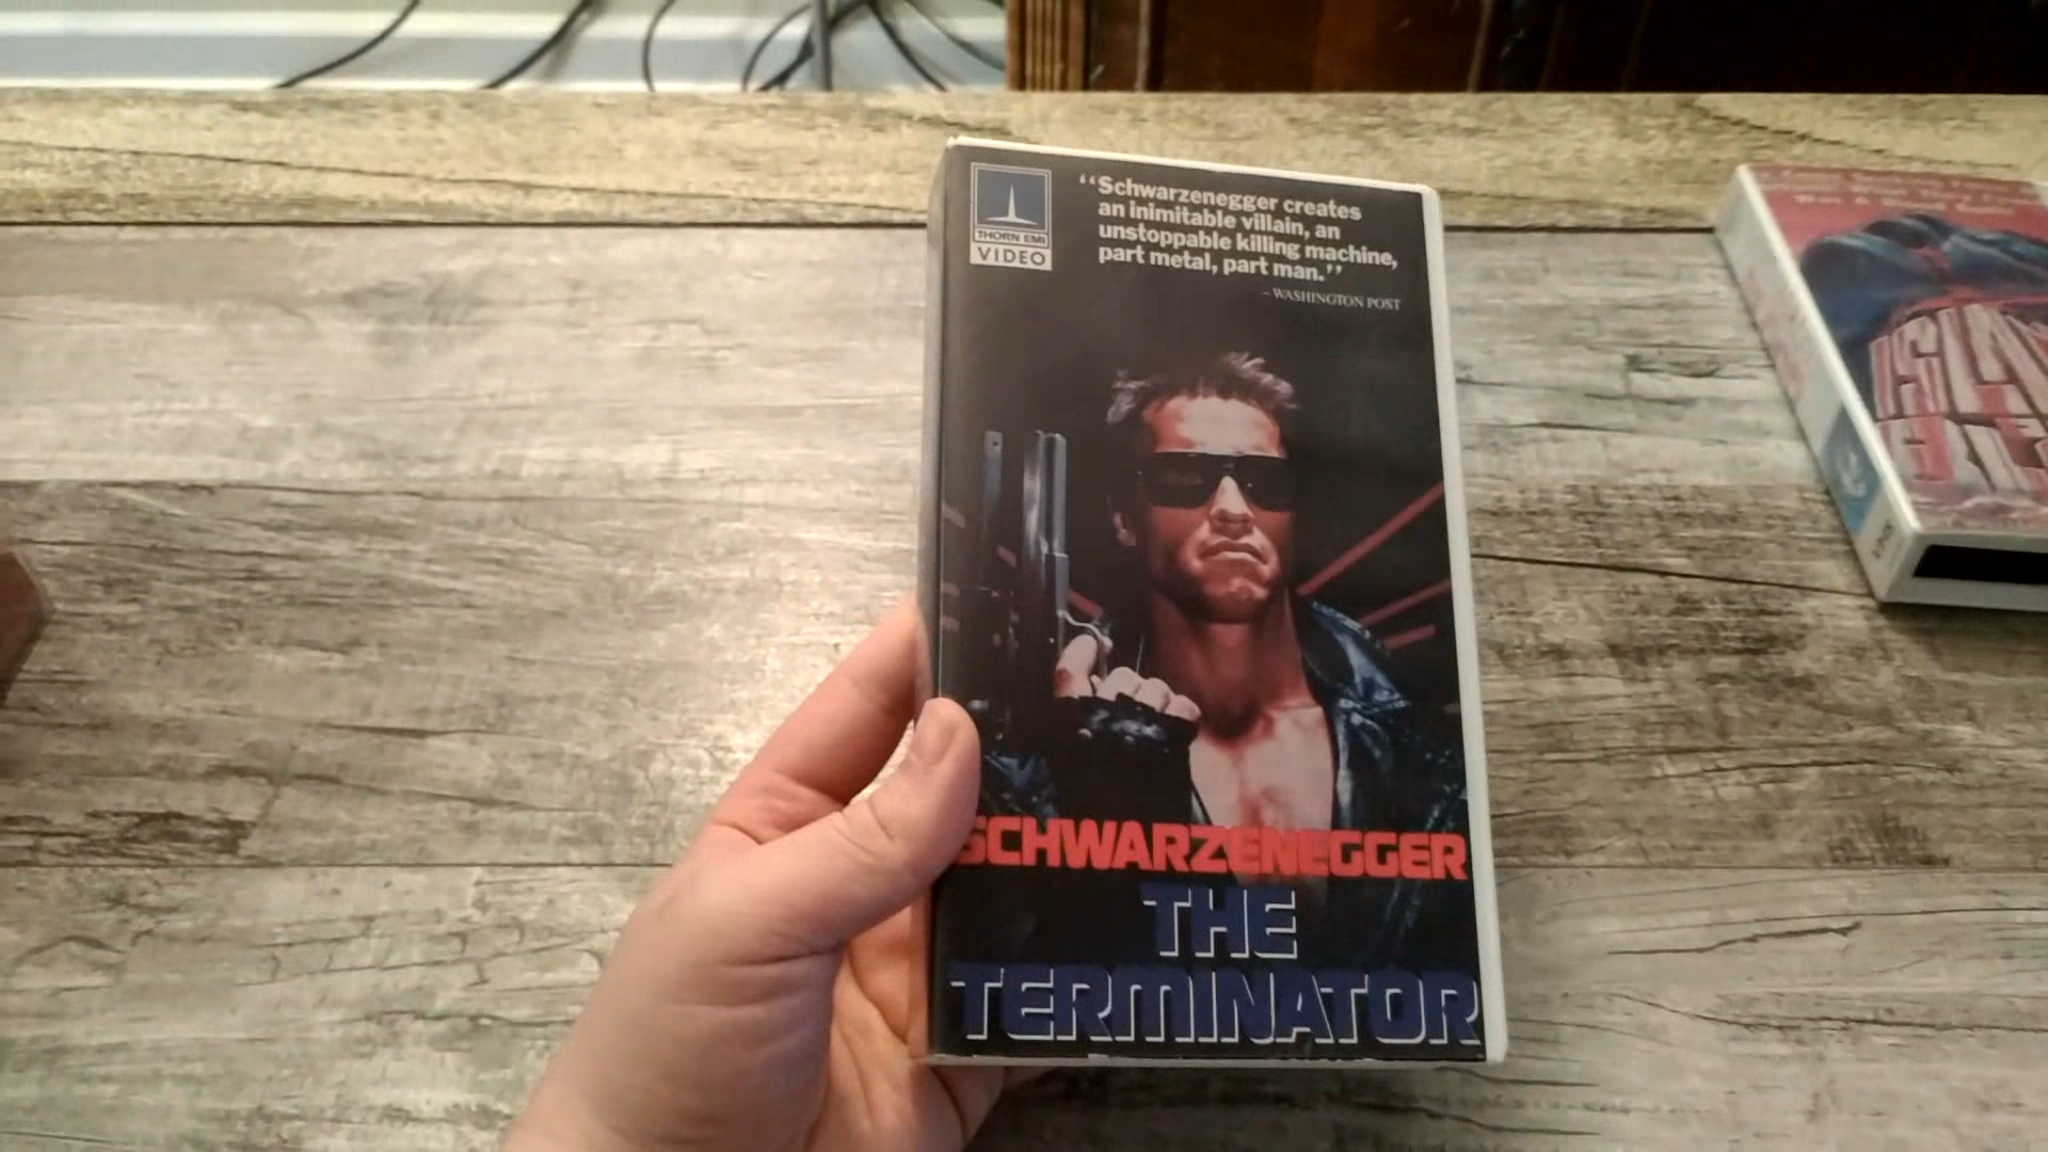 THORN EMI
VIDEO
“Schwarzenegger creates
an inimitable villain, an
unstoppable killing machine,
part metal, part man.”
– WASHINGTON POST
SCHWARZENEGGER
THE
TERMINATOR